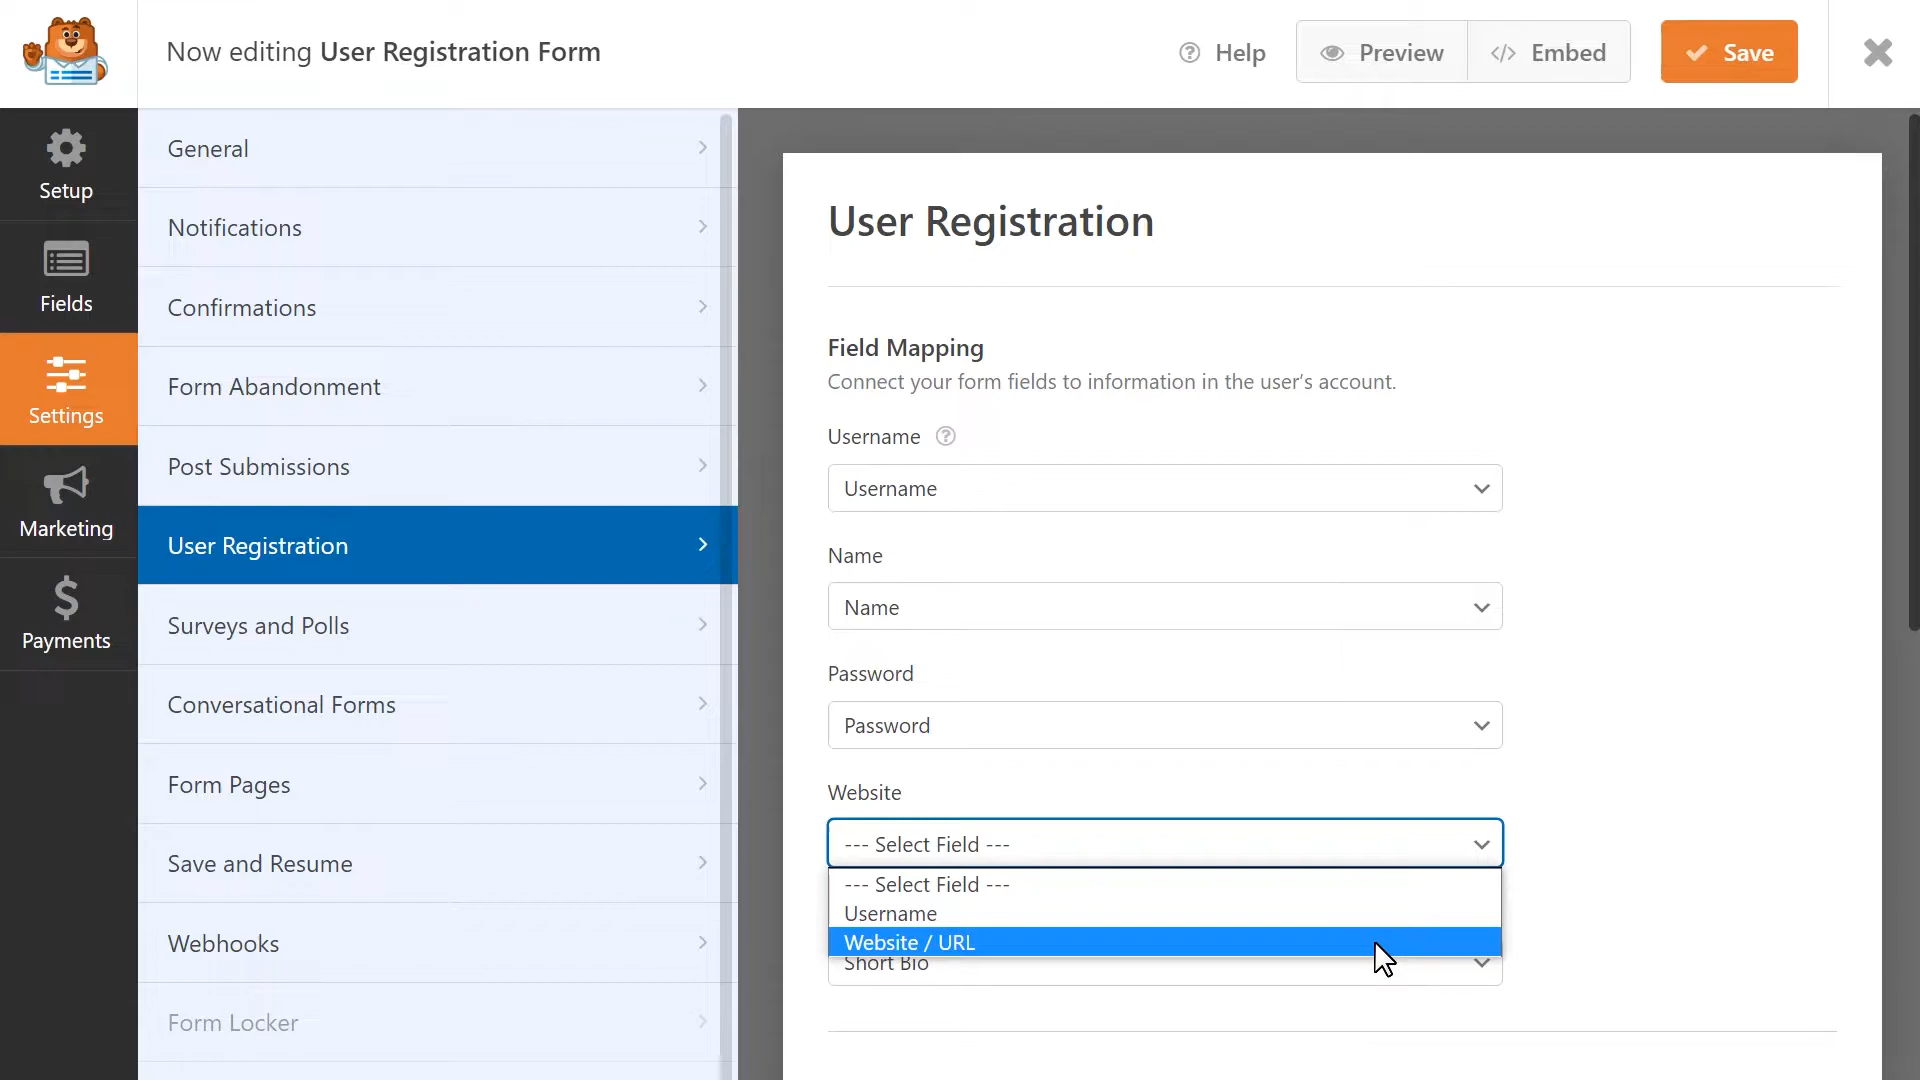 Now editing User Registration Form
Help
Preview
Embed
Save
Setup
Fields
Settings
Marketing
Payments
General
Notifications
Confirmations
Form Abandonment
Post Submissions
User Registration
Surveys and Polls
Conversational Forms
Form Pages
Save and Resume
Webhooks
Form Locker
User Registration
Field Mapping
Connect your form fields to information in the user's account.
Username
Username
Name
Name
Password
Password
Website
--- Select Field ---
--- Select Field ---
Username
Website / URL
Short Bio